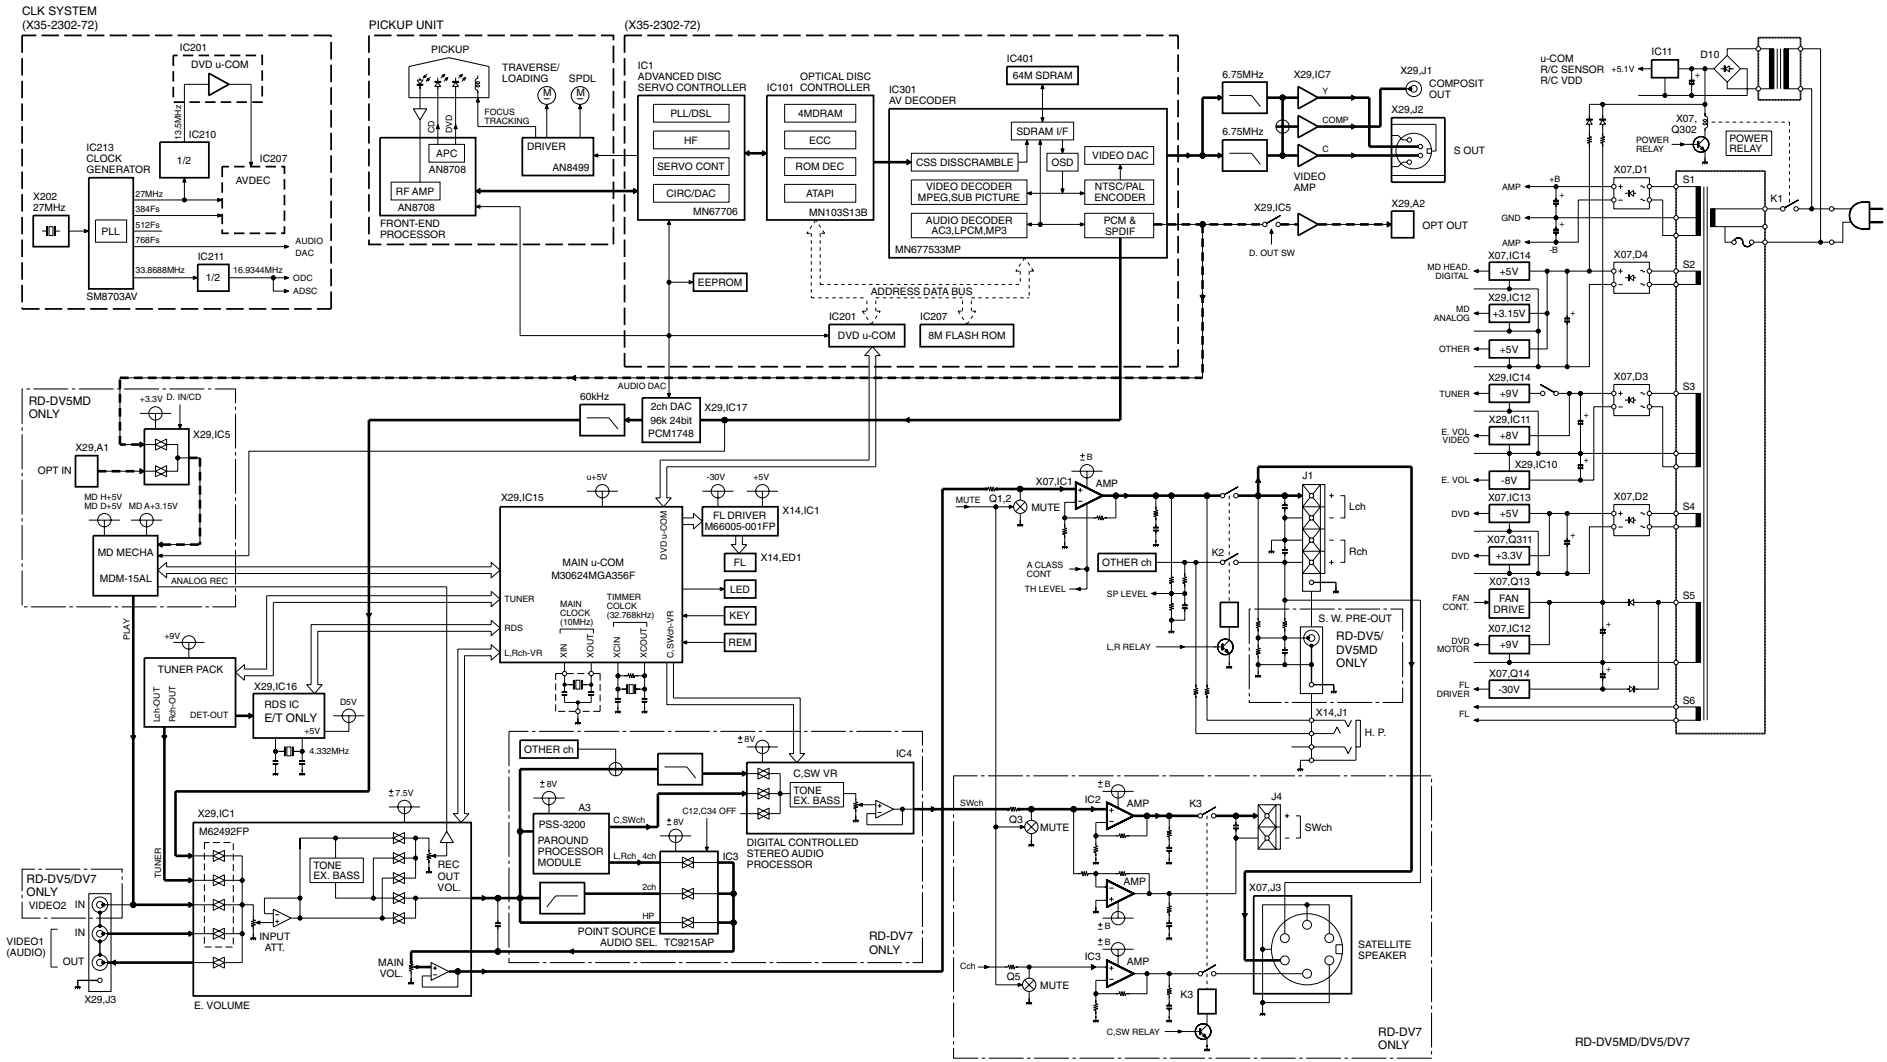 CLK SYSTEM
(X35-2302-72)
IC201
DVD u-COM
13.5MHz
IC210
1/2
IC213
CLOCK
GENERATOR
IC207
AVDEC
X202
27MHz
PLL
27MHz
384Fs
512Fs
768Fs
AUDIO
DAC
33.8688MHz
IC211
1/2
16.9344MHz
ODC
ADSC
SM8703AV
PICKUP UNIT
PICKUP
TRAVERSE/
LOADING
SPDL
M
M
FOCUS
TRACKING
CD
DVD
APC
AN8708
DRIVER
AN8499
RF AMP
AN8708
FRONT-END
PROCESSOR
(X35-2302-72)
IC1
ADVANCED DISC
SERVO CONTROLLER
PLL/DSL
HF
SERVO CONT
CIRC/DAC
MN67706
OPTICAL DISC
IC101 CONTROLLER
4MDRAM
ECC
ROM DEC
ATAPI
MN103S13B
IC401
64M SDRAM
IC301
AV DECODER
SDRAM I/F
CSS DISSCRAMBLE
OSD
VIDEO DAC
VIDEO DECODER
MPEG,SUB PICTURE
NTSC/PAL
ENCODER
AUDIO DECODER
AC3,LPCM,MP3
PCM &
SPDIF
MN677533MP
EEPROM
ADDRESS DATA BUS
IC201
DVD u-COM
IC207
8M FLASH ROM
6.75MHz
6.75MHz
X29,IC7
Y
COMP
C
VIDEO
AMP
X29,J1
COMPOSIT
OUT
X29,J2
S OUT
X29,IC5
D. OUT SW
X29,A2
OPT OUT
u-COM
R/C SENSOR
R/C VDD
+5.1V
IC11
D10
X07,
Q302
POWER
RELAY
POWER
RELAY
K1
AMP
+B
GND
AMP
-B
X07,D1
S1
MD HEAD.
DIGITAL
X07,IC14
+5V
X07,D4
S2
X29,IC12
MD
ANALOG
+3.15V
OTHER
+5V
X29,IC14
TUNER
+9V
X07,D3
S3
X29,IC11
E. VOL
VIDEO
+8V
X29,IC10
E. VOL
-8V
X07,IC13
DVD
+5V
X07,D2
S4
X07,Q311
DVD
+3.3V
X07,Q13
FAN
CONT.
FAN
DRIVE
S5
X07,IC12
DVD
MOTOR
+9V
X07,Q14
FL
DRIVER
-30V
S6
FL
RD-DV5MD
ONLY
+3.3V
D. IN/CD
X29,IC5
X29,A1
OPT IN
MD H+5V
MD D+5V
MD A+3.15V
MD MECHA
MDM-15AL
ANALOG REC
PLAY
AUDIO DAC
60kHz
2ch DAC
96k 24bit
PCM1748
X29,IC17
X29,IC15
u+5V
-30V
+5V
FL DRIVER
M66005-001FP
X14,IC1
FL
X14,ED1
LED
KEY
REM
DVD u-COM
MAIN u-COM
M30624MGA356F
TUNER
RDS
L,Rch-VR
MAIN
CLOCK
(10MHz)
TIMMER
COLCK
(32.768kHz)
XIN
XOUT
XCIN
XCOUT
C,SWch-VR
+9V
TUNER PACK
Lch-OUT
Rch-OUT
DET-OUT
X29,IC16
RDS IC
E/T ONLY
+5V
D5V
4.332MHz
TUNER
X29,IC1
±7.5V
M62492FP
TONE
EX. BASS
REC
OUT
VOL.
INPUT
ATT.
E. VOLUME
MAIN
VOL.
RD-DV5/DV7
ONLY
VIDEO2
IN
IN
VIDEO1
(AUDIO)
OUT
X29,J3
OTHER ch
±8V
A3
PSS-3200
PAROUND
PROCESSOR
MODULE
C,SWch
L,Rch
4ch
2ch
HP
±8V
C12,C34 OFF
IC3
POINT SOURCE
AUDIO SEL.
TC9215AP
±8V
IC4
C,SW VR
TONE
EX. BASS
DIGITAL CONTROLLED
STEREO AUDIO
PROCESSOR
RD-DV7
ONLY
MUTE
Q1,2
MUTE
X07,IC1
±B
AMP
A CLASS
CONT
TH LEVEL
OTHER ch
SP LEVEL
K2
L,R RELAY
J1
+
Lch
-
-
Rch
+
S. W. PRE-OUT
RD-DV5/
DV5MD
ONLY
X14,J1
H. P.
SWch
Q3
MUTE
±B
IC2
AMP
K3
J4
+
SWch
-
AMP
±B
±B
Cch
Q5
MUTE
IC3
AMP
K3
C,SW RELAY
X07,J3
SATELLITE
SPEAKER
RD-DV7
ONLY
RD-DV5MD/DV5/DV7